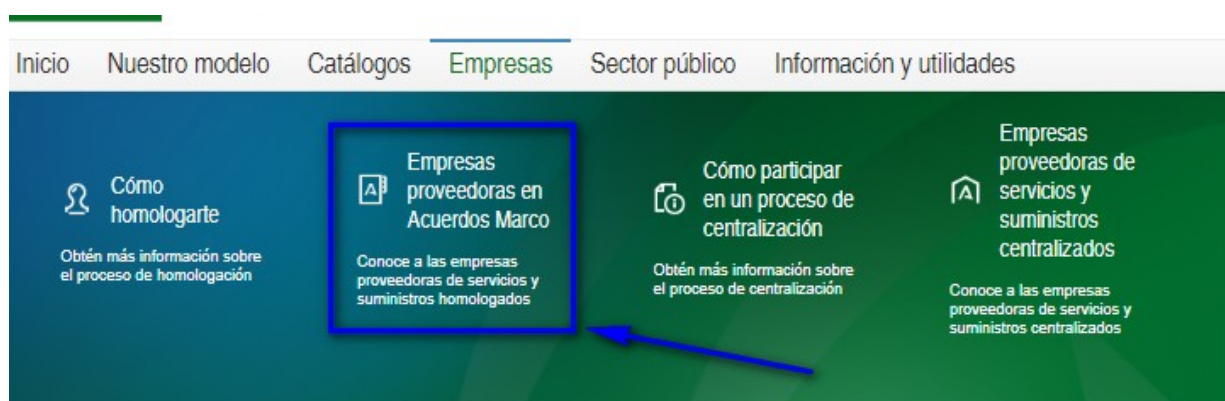 Inicio Nuestro modelo Catálogos Empresas Sector público Información y utilidades
Cómo
homologarte
Obtén más información sobre
el proceso de homologación
Empresas
proveedoras en
Acuerdos Marco
Conoce a las empresas
proveedoras de servicios y
suministros homologados
Cómo participar
en un proceso de
centralización
Obtén más información sobre
el proceso de centralización
Empresas
proveedoras de
servicios y
suministros
centralizados
Conoce a las empresas
proveedoras de servicios y
suministros centralizados